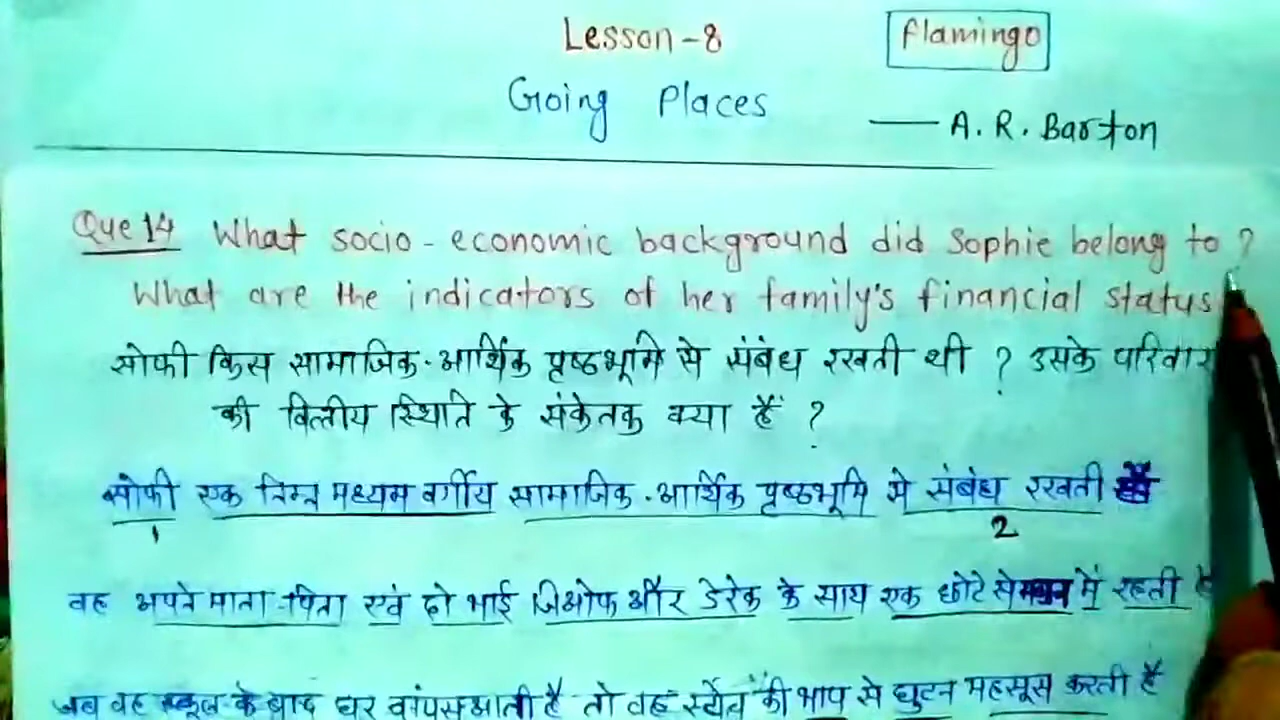 Lesson-8
Flamingo
Going Places
— A. R. Barton
Que 14 What socio-economic background did Sophie belong to?
What are the indicators of her family's financial status
सोफी किस सामाजिक-आर्थिक पृष्ठभूमि से संबंध रखती थी ? उसके परिवार
की वित्तीय स्थिति के संकेतक क्या हैं ?
सोफी एक निम्न मध्यम वर्गीय सामाजिक-आर्थिक पृष्ठभूमि से संबंध रखती है
1 2
वह अपने माता-पिता एवं दो भाई जिओफ और डेरेक के साथ एक छोटे से में रहती है
जब वह स्कूल के बाद घर वापस आती है तो वह स्टोव की भाप से घुटन महसूस करती है